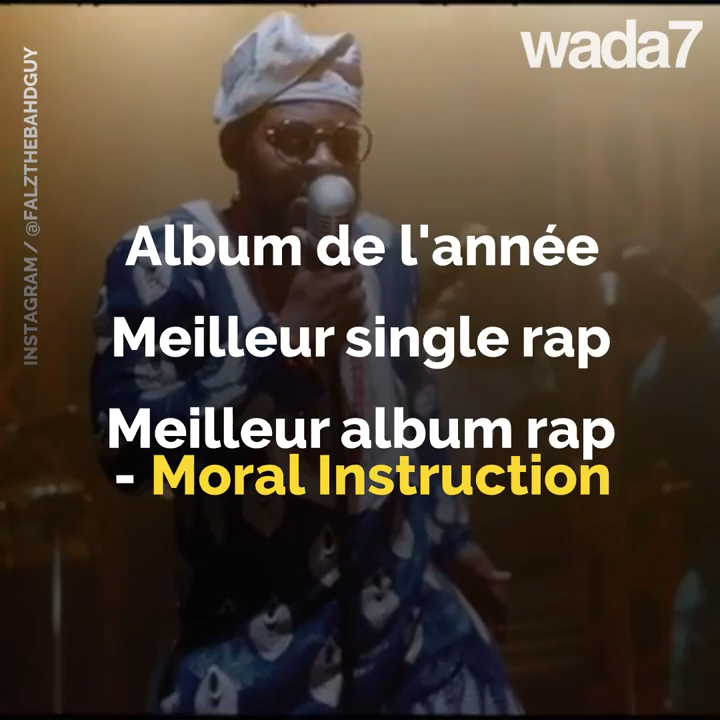 wada7
INSTAGRAM / @FALZTHEBAHDGUY
Album de l'année
Meilleur single rap
Meilleur album rap
- Moral Instruction